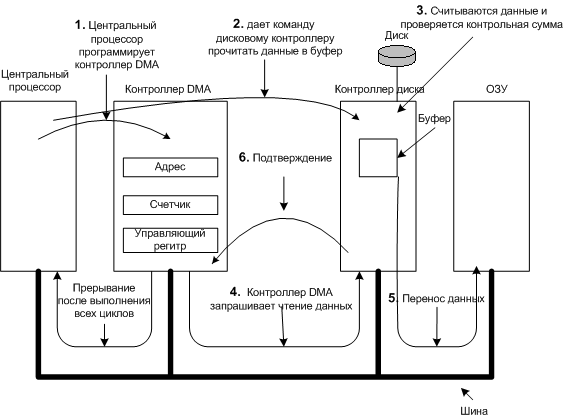 1. Центральный
процессор
программирует
контроллер DMA
2. дает команду
дисковому контроллеру
прочитать данные в буфер
3. Считываются данные и
проверяется контрольная сумма
Диск
Центральный
процессор
Контроллер DMA
Контроллер диска
ОЗУ
Буфер
Адрес
Счетчик
Управляющий
регитр
6. Подтверждение
Прерывание
после выполнения
всех циклов
4. Контроллер DMA
запрашивает чтение данных
5. Перенос данных
Шина